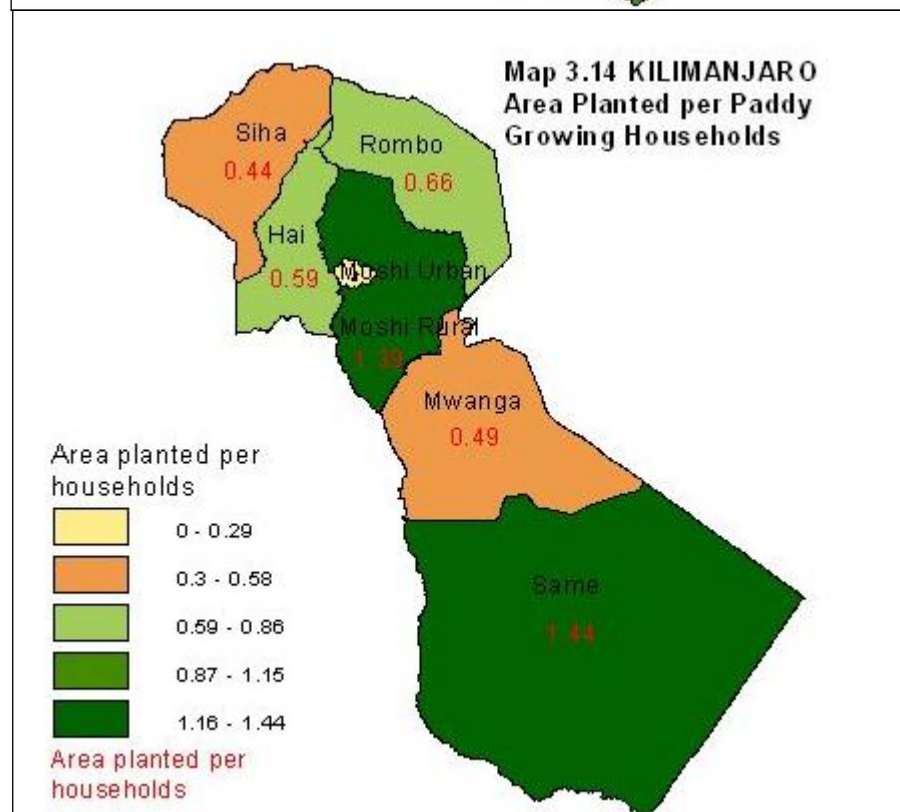 Map 3.14 KILIMANJARO
Area Planted per Paddy
Growing Households
Siha
0.44
Rombo
0.66
Hai
0.59
Moshi Urban
Moshi Rural
Mwanga
0.49
Same
1.44
Area planted per
households
0 - 0.29
0.3 - 0.58
0.59 - 0.86
0.87 - 1.15
1.16 - 1.44
Area planted per
households